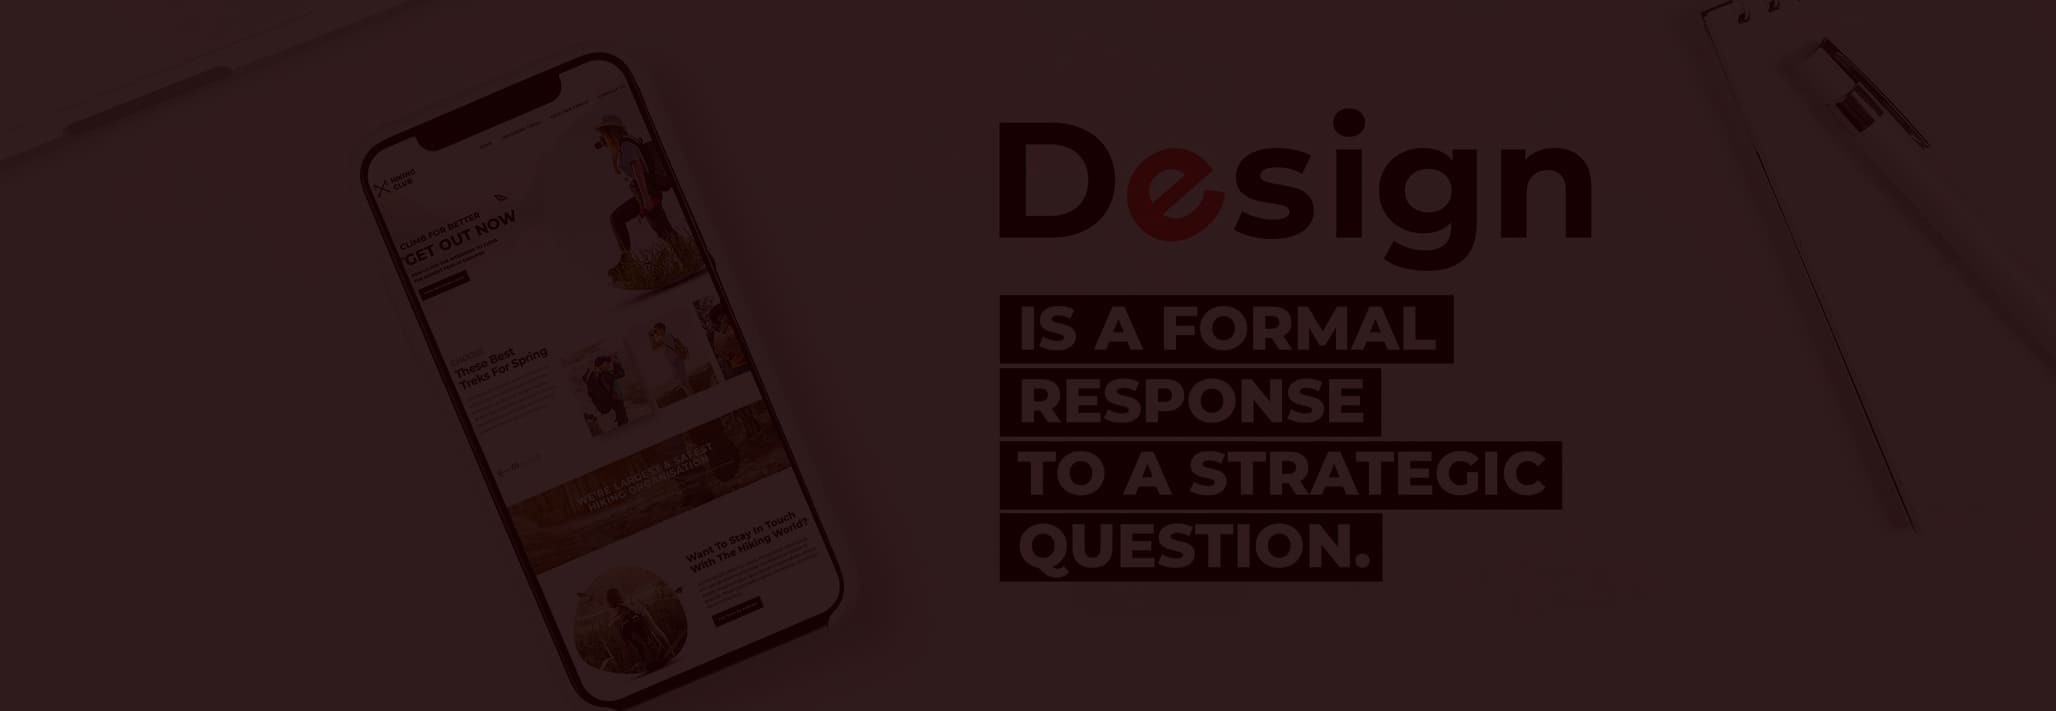 HIKING
CLUB
CLIMB FOR BETTER
GET OUT NOW
CHOOSE
These Best
Treks For Spring
WE'RE LARGEST & SAFEST
HIKING ORGANISATION
Want To Stay In Touch
With The Hiking World?
Design
IS A FORMAL
RESPONSE
TO A STRATEGIC
QUESTION.